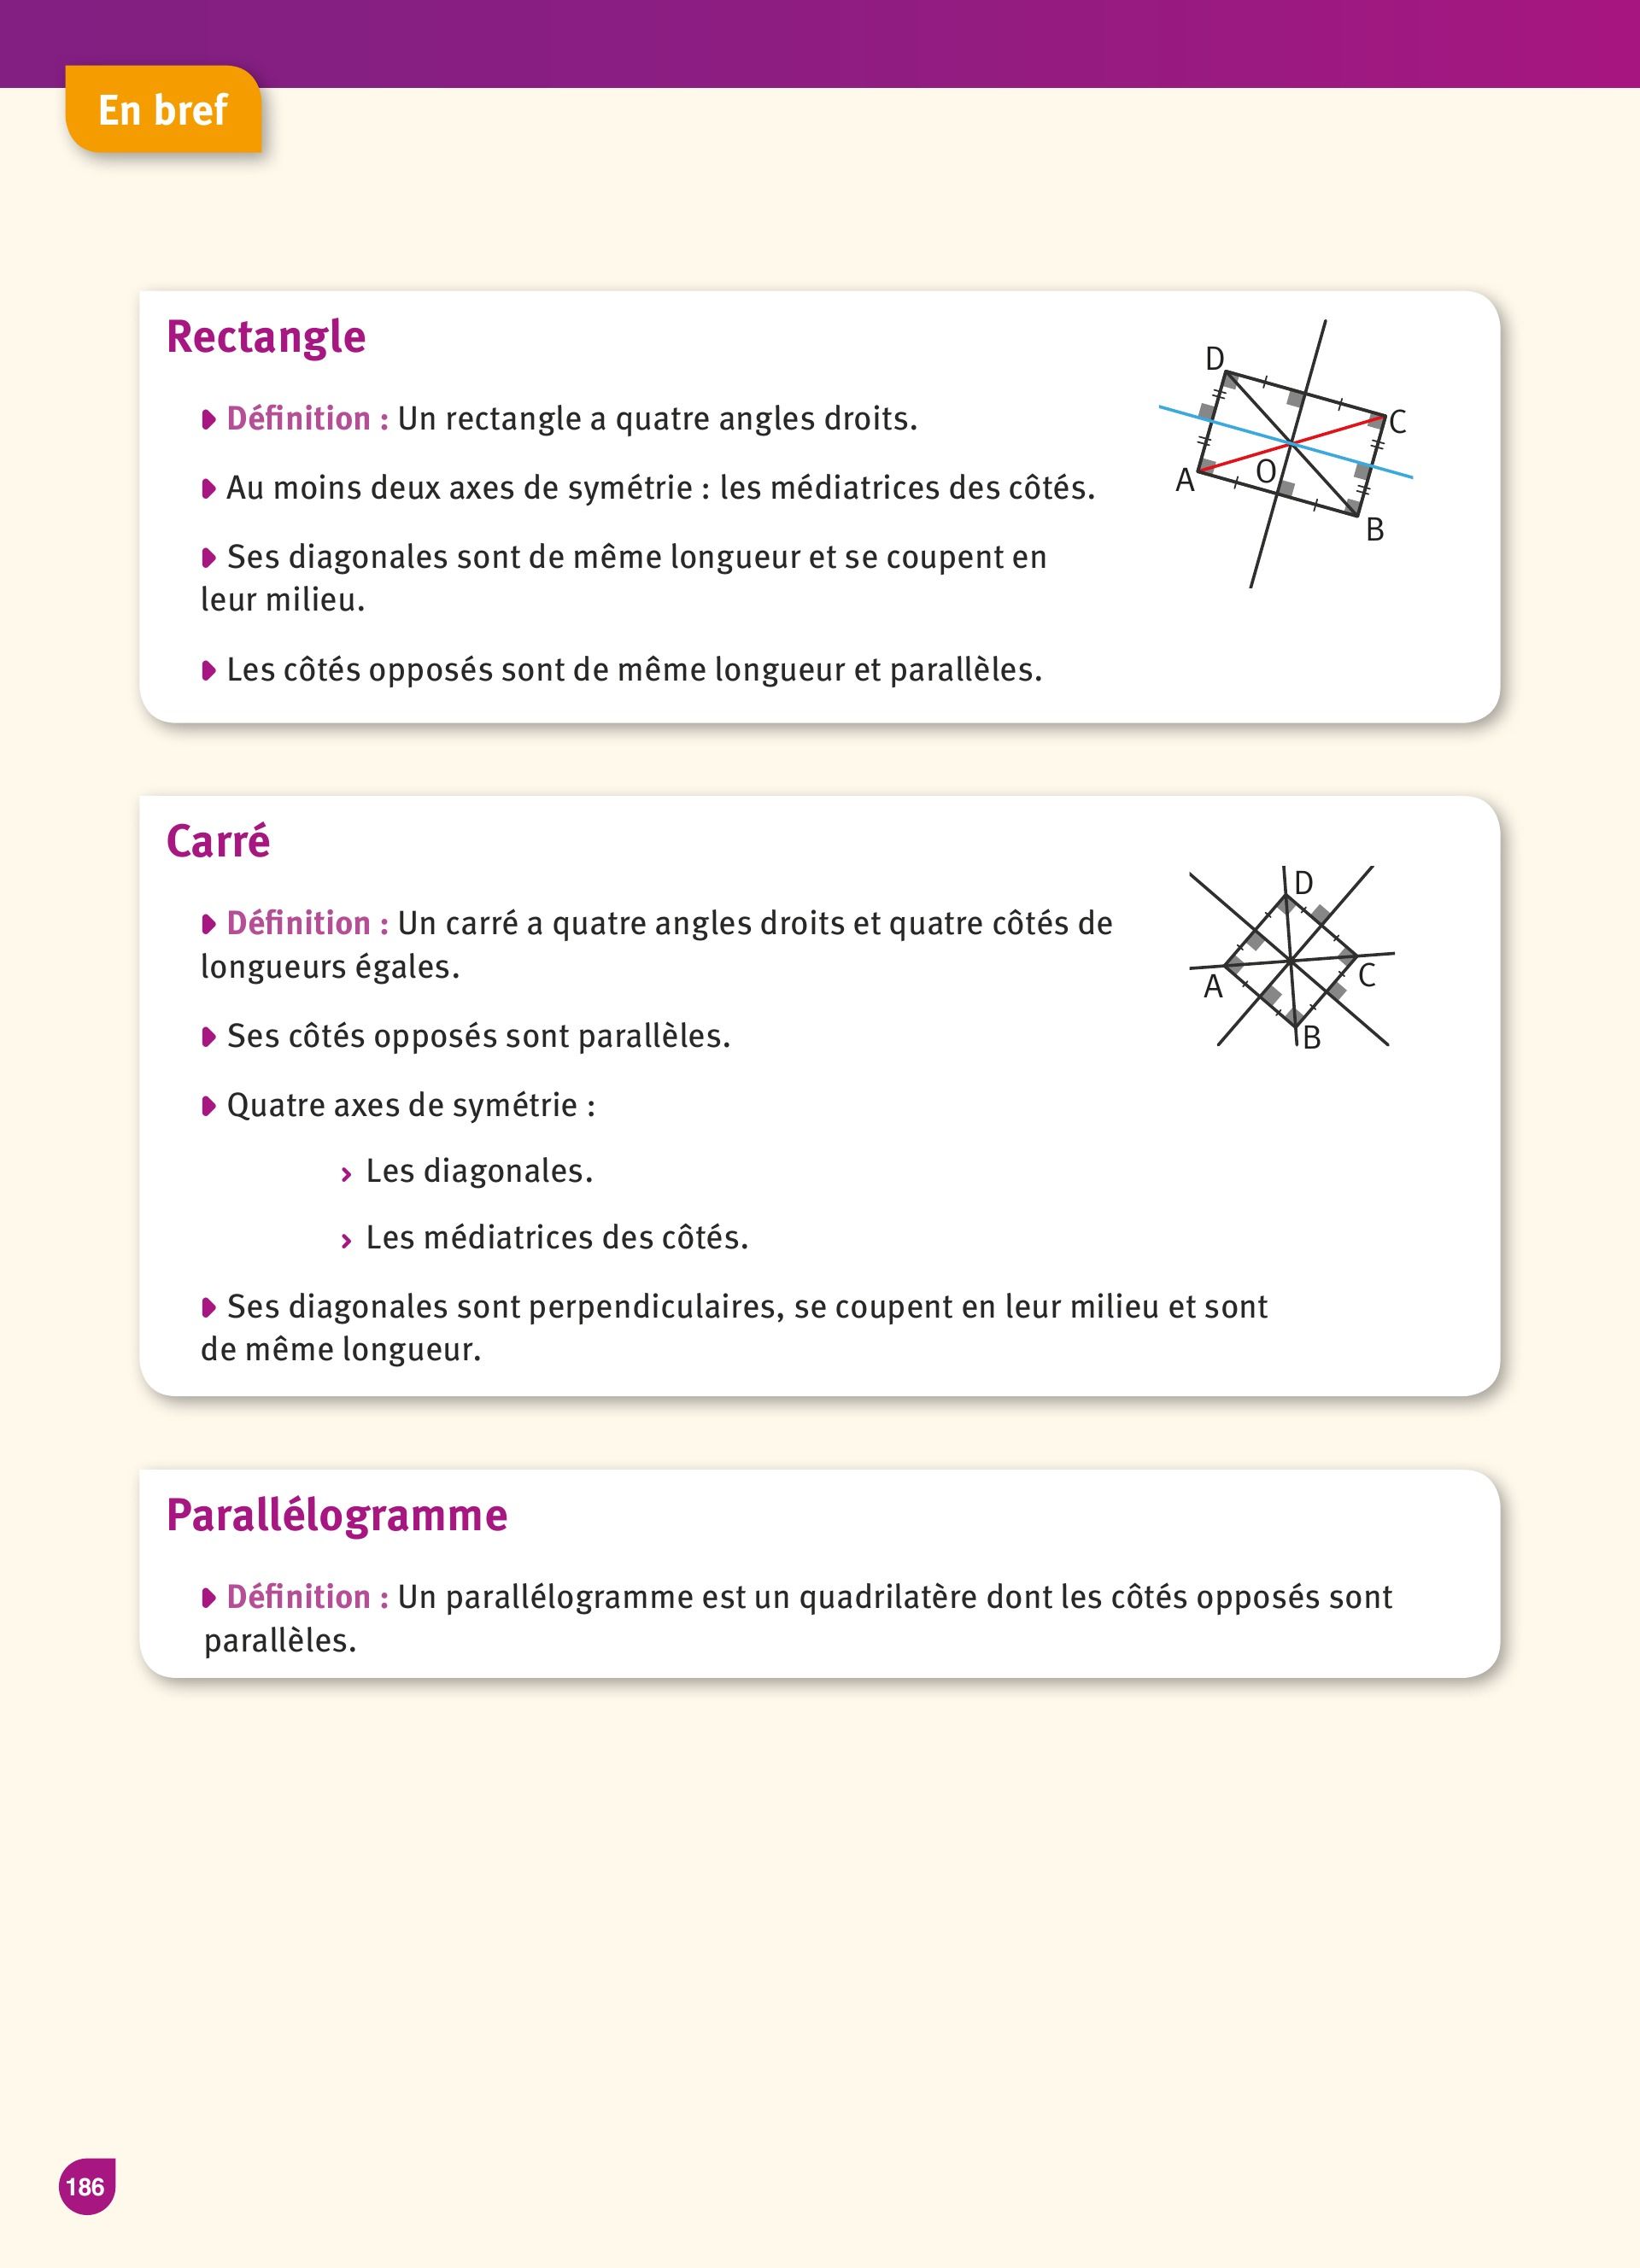 En bref
Rectangle
Définition : Un rectangle a quatre angles droits.
Au moins deux axes de symétrie : les médiatrices des côtés.
Ses diagonales sont de même longueur et se coupent en
leur milieu.
Les côtés opposés sont de même longueur et parallèles.
D
C
A
O
B
Carré
Définition : Un carré a quatre angles droits et quatre côtés de
longueurs égales.
Ses côtés opposés sont parallèles.
Quatre axes de symétrie :
› Les diagonales.
› Les médiatrices des côtés.
Ses diagonales sont perpendiculaires, se coupent en leur milieu et sont
de même longueur.
D
A
C
B
Parallélogramme
Définition : Un parallélogramme est un quadrilatère dont les côtés opposés sont
parallèles.
186